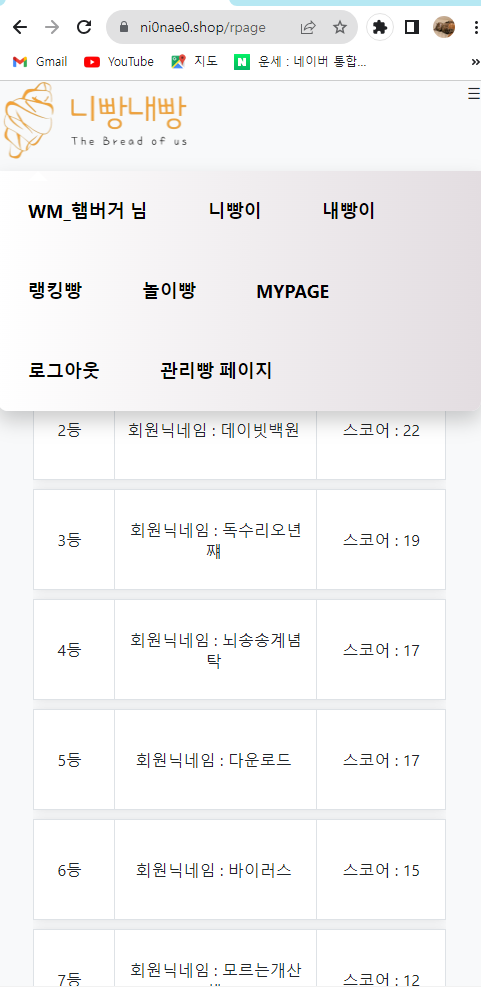 ni0nae0.shop/rpage
Gmail YouTube 지도 운세 : 네이버 통합... »
니빵내빵
The Bread of us
WM_햄버거 님 니빵이 내빵이
랭킹빵 놀이빵 MYPAGE
로그아웃 관리빵 페이지
2등 회원닉네임 : 데이빗백원 스코어 : 22
3등 회원닉네임 : 독수리오년 스코어 : 19
쨰
4등 회원닉네임 : 뇌송송계념 스코어 : 17
탁
5등 회원닉네임 : 다운로드 스코어 : 17
6등 회원닉네임 : 바이러스 스코어 : 15
7등 회원닉네임 : 모르는개산 스코어 : 12